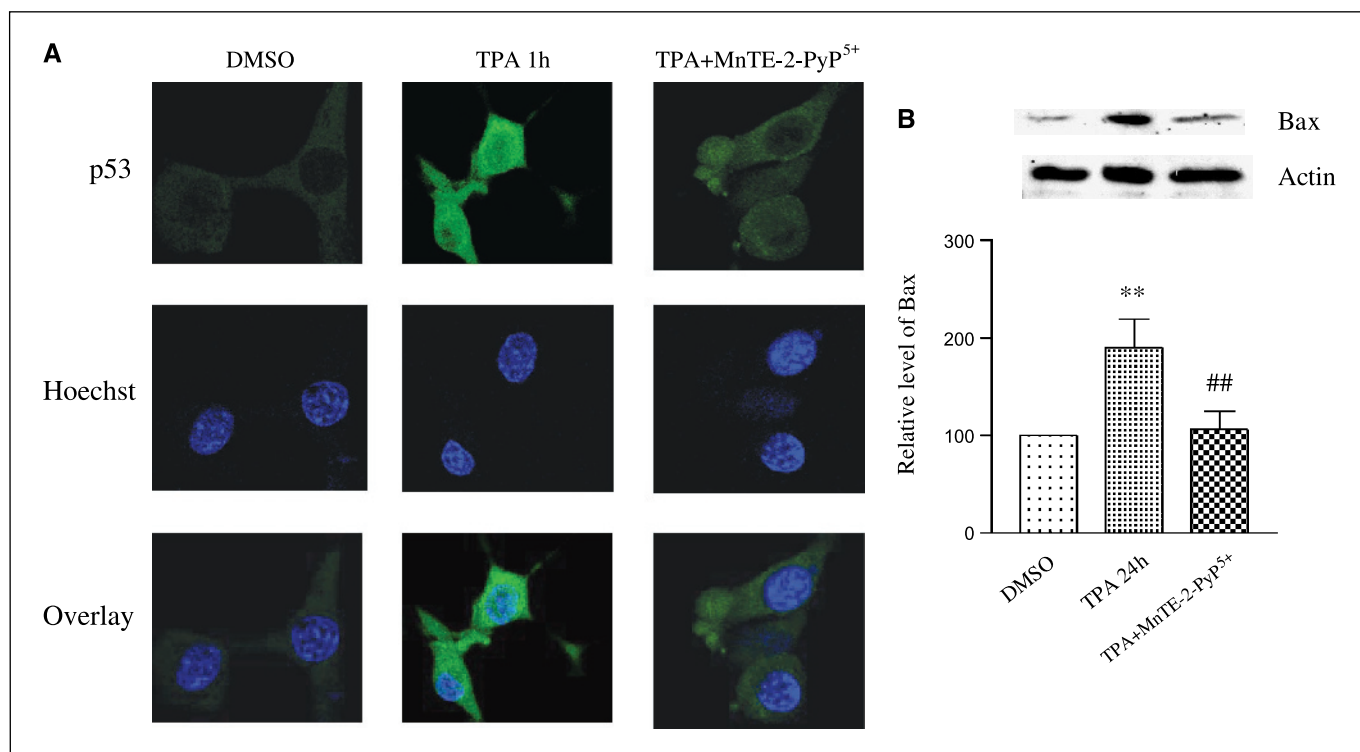 A
DMSO
TPA 1h
TPA+MnTE-2-PyP5+
p53
Hoechst
Overlay
B
Bax
Actin
Relative level of Bax
300
200
100
0
**
##
DMSO
TPA 24h
TPA+MnTE-2-PyP5+